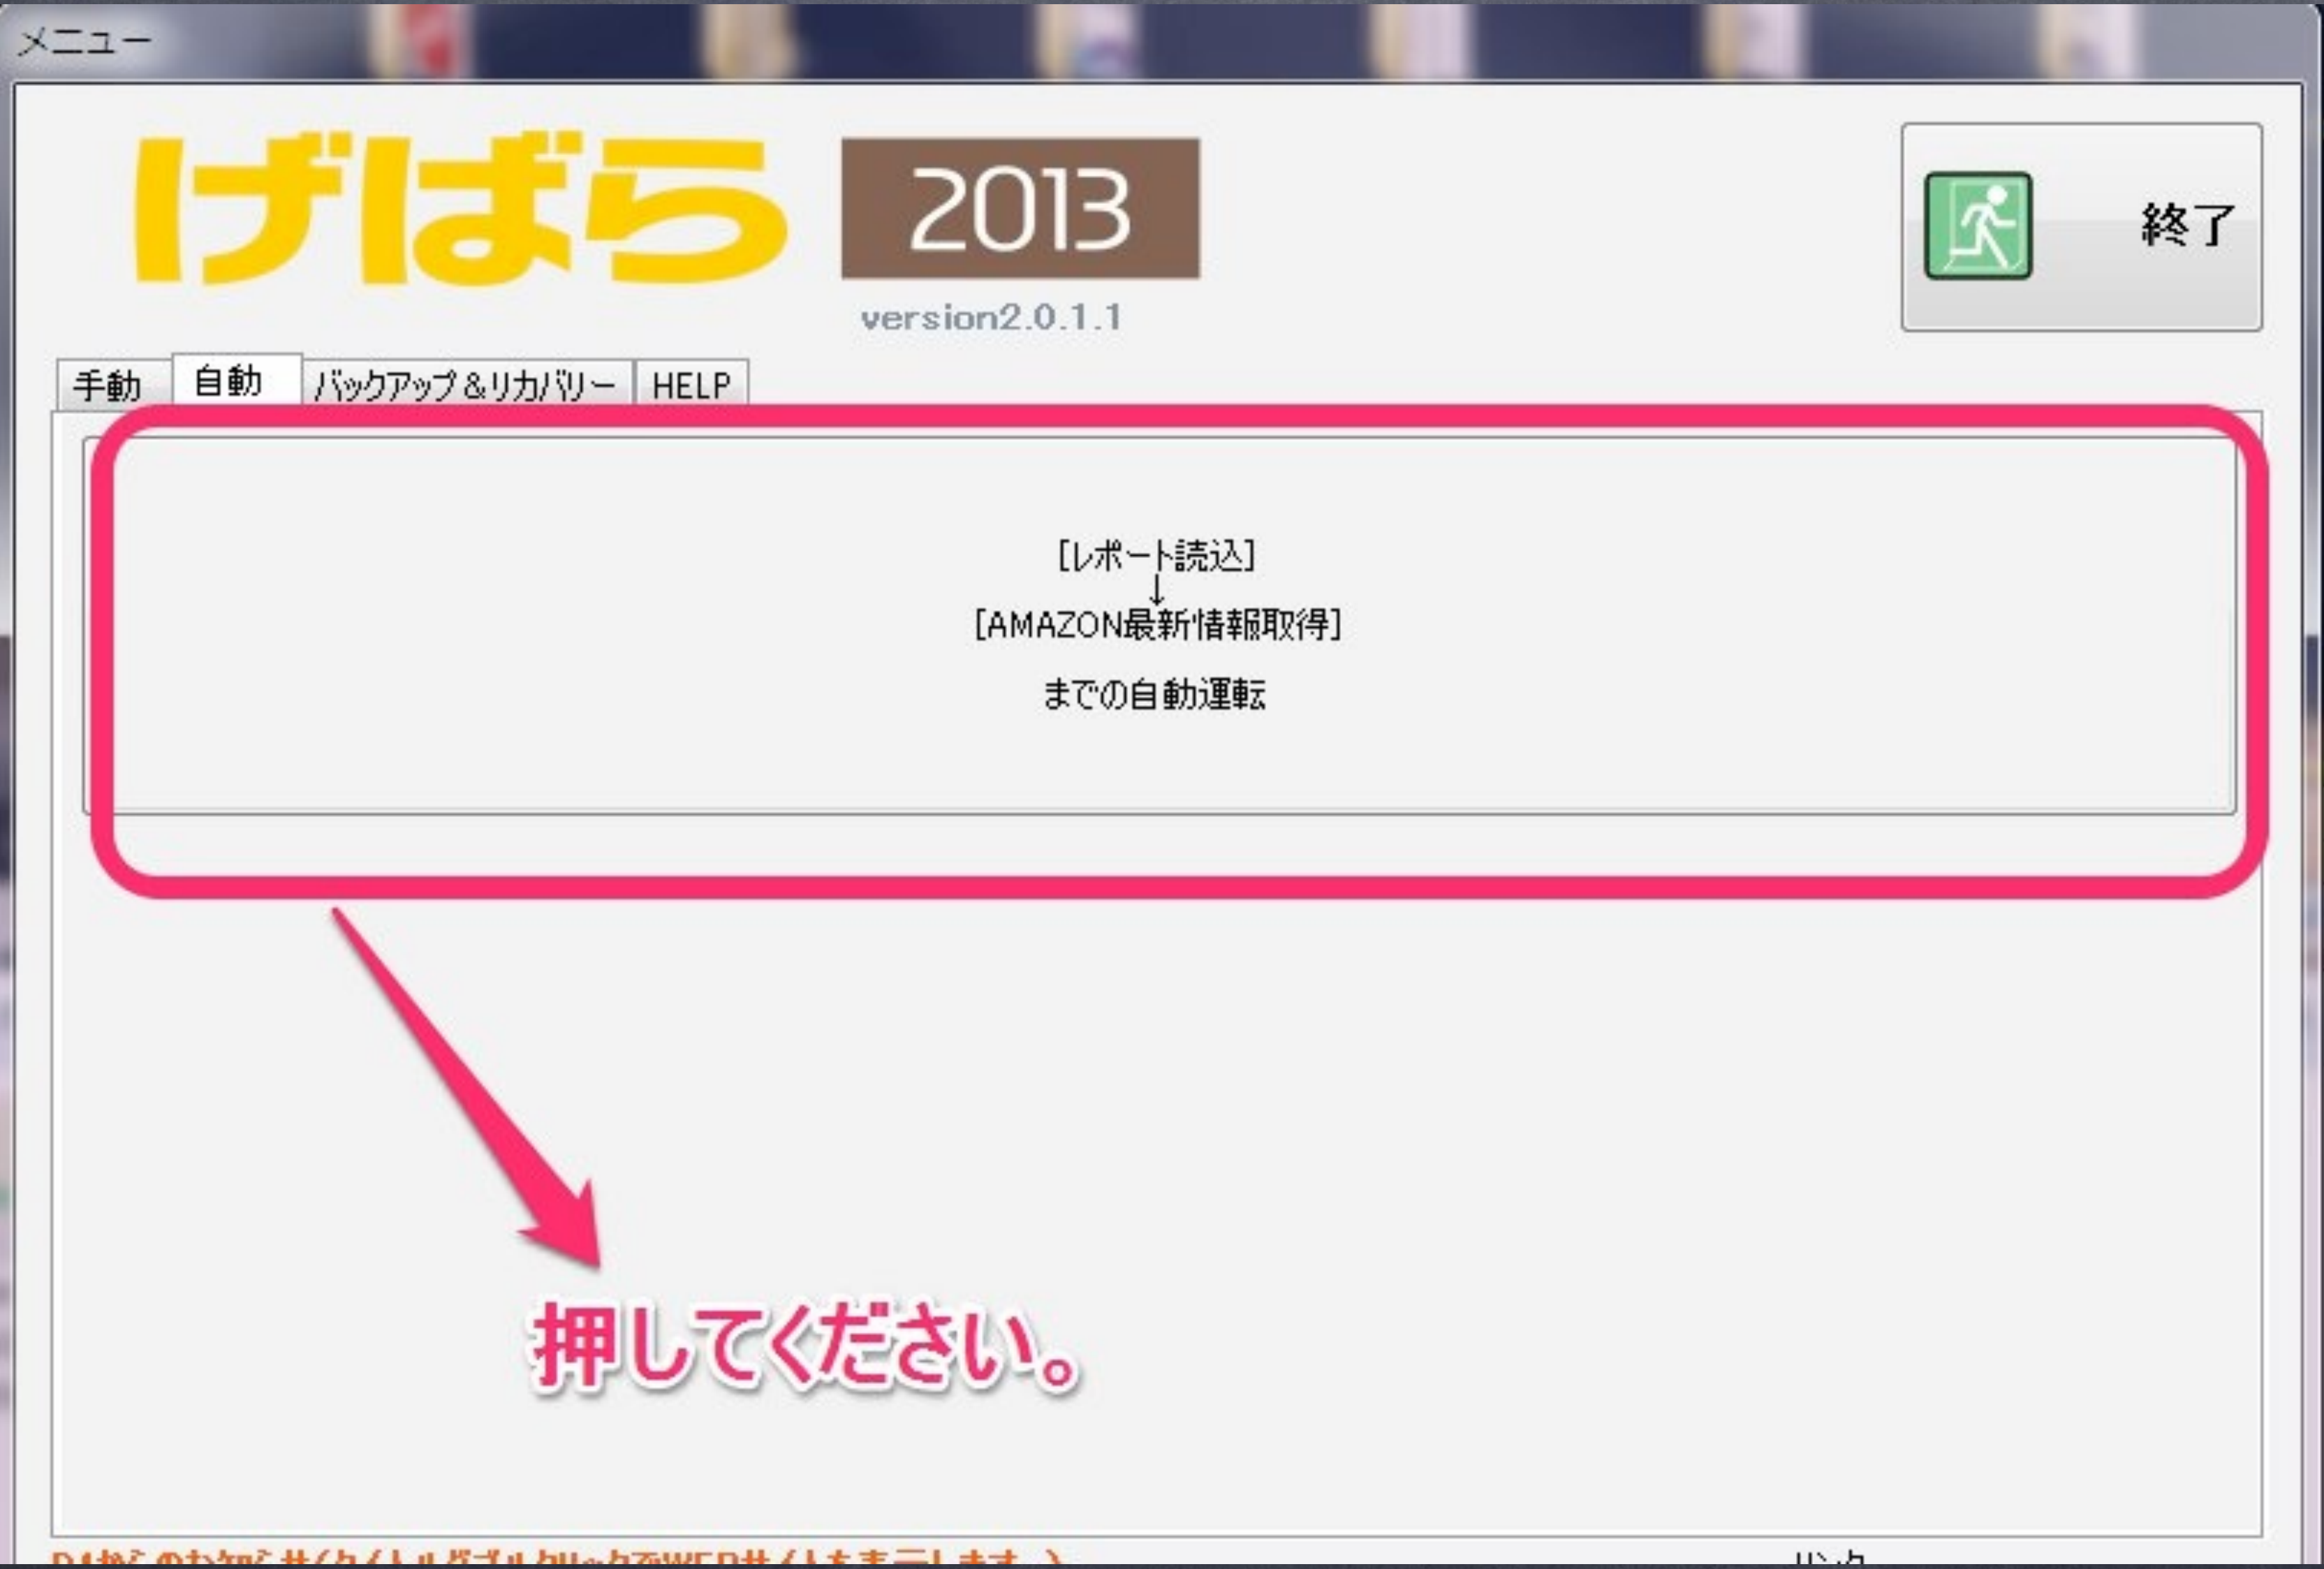 メニュー
げばら 2013
version2.0.1.1
終了
手動 自動 バックアップ&リカバリー HELP
[レポート読込]
↓
[AMAZON最新情報取得]
までの自動運転
押してください。
リンク